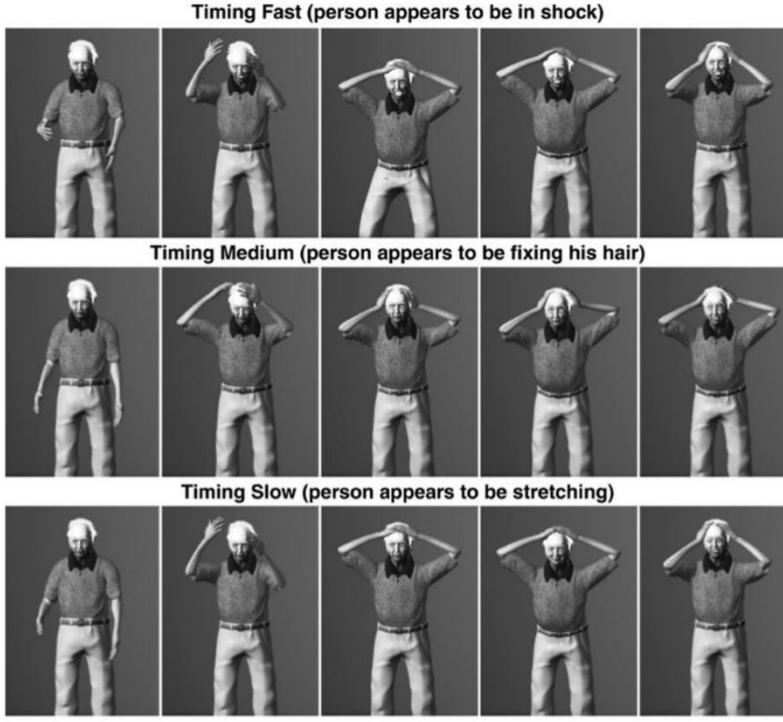 Timing Fast (person appears to be in shock)
Timing Medium (person appears to be fixing his hair)
Timing Slow (person appears to be stretching)